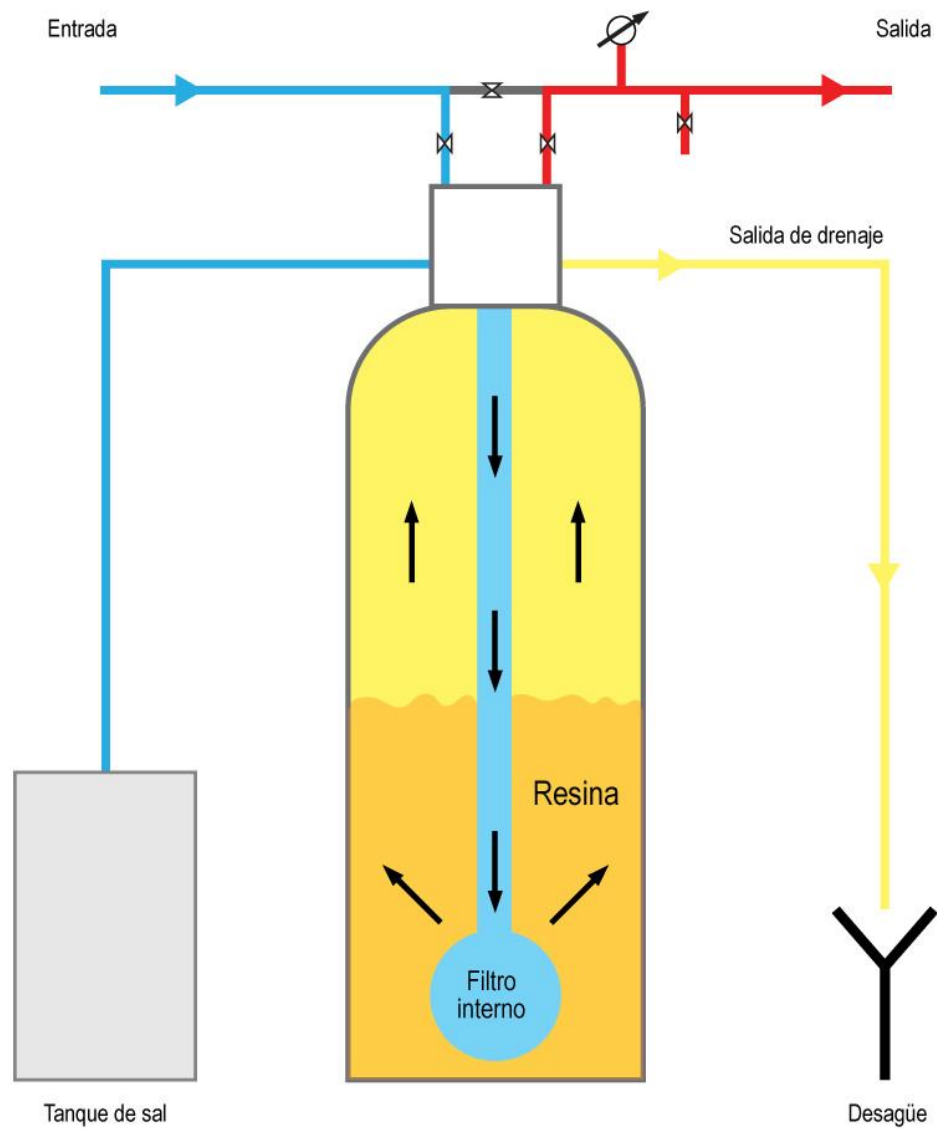 Entrada
Salida
Salida de drenaje
Resina
Filtro
interno
Tanque de sal
Desagüe